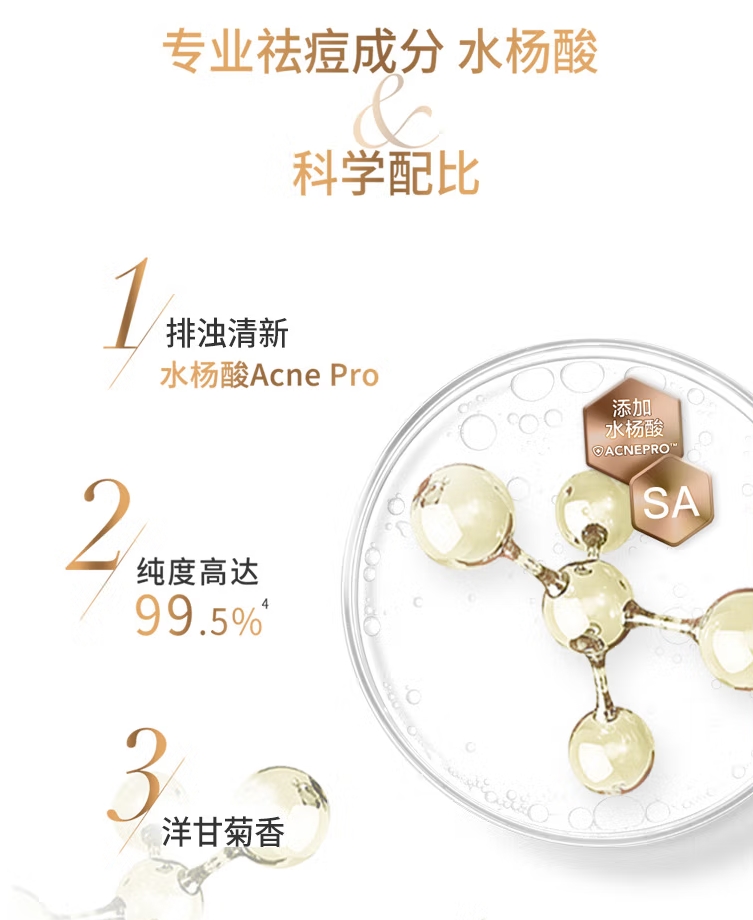 专业祛痘成分 水杨酸
&
科学配比
1
排浊清新
水杨酸Acne Pro
添加
水杨酸
ACNEPRO™
SA
2
纯度高达
99.5%⁴
3
洋甘菊香